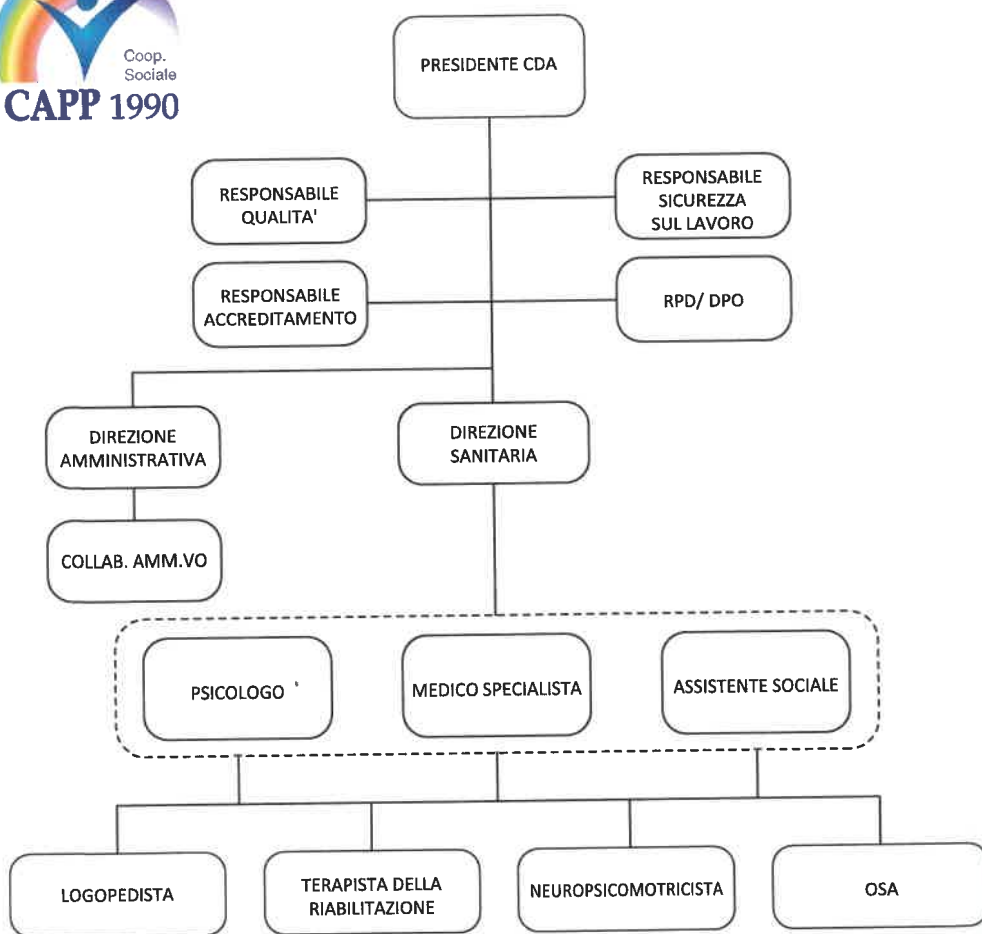 Coop.
Sociale
CAPP 1990
PRESIDENTE CDA
RESPONSABILE
QUALITA'
RESPONSABILE
SICUREZZA
SUL LAVORO
RESPONSABILE
ACCREDITAMENTO
RPD/ DPO
DIREZIONE
AMMINISTRATIVA
DIREZIONE
SANITARIA
COLLAB. AMM.VO
PSICOLOGO
MEDICO SPECIALISTA
ASSISTENTE SOCIALE
LOGOPEDISTA
TERAPISTA DELLA
RIABILITAZIONE
NEUROPSICOMOTRICISTA
OSA